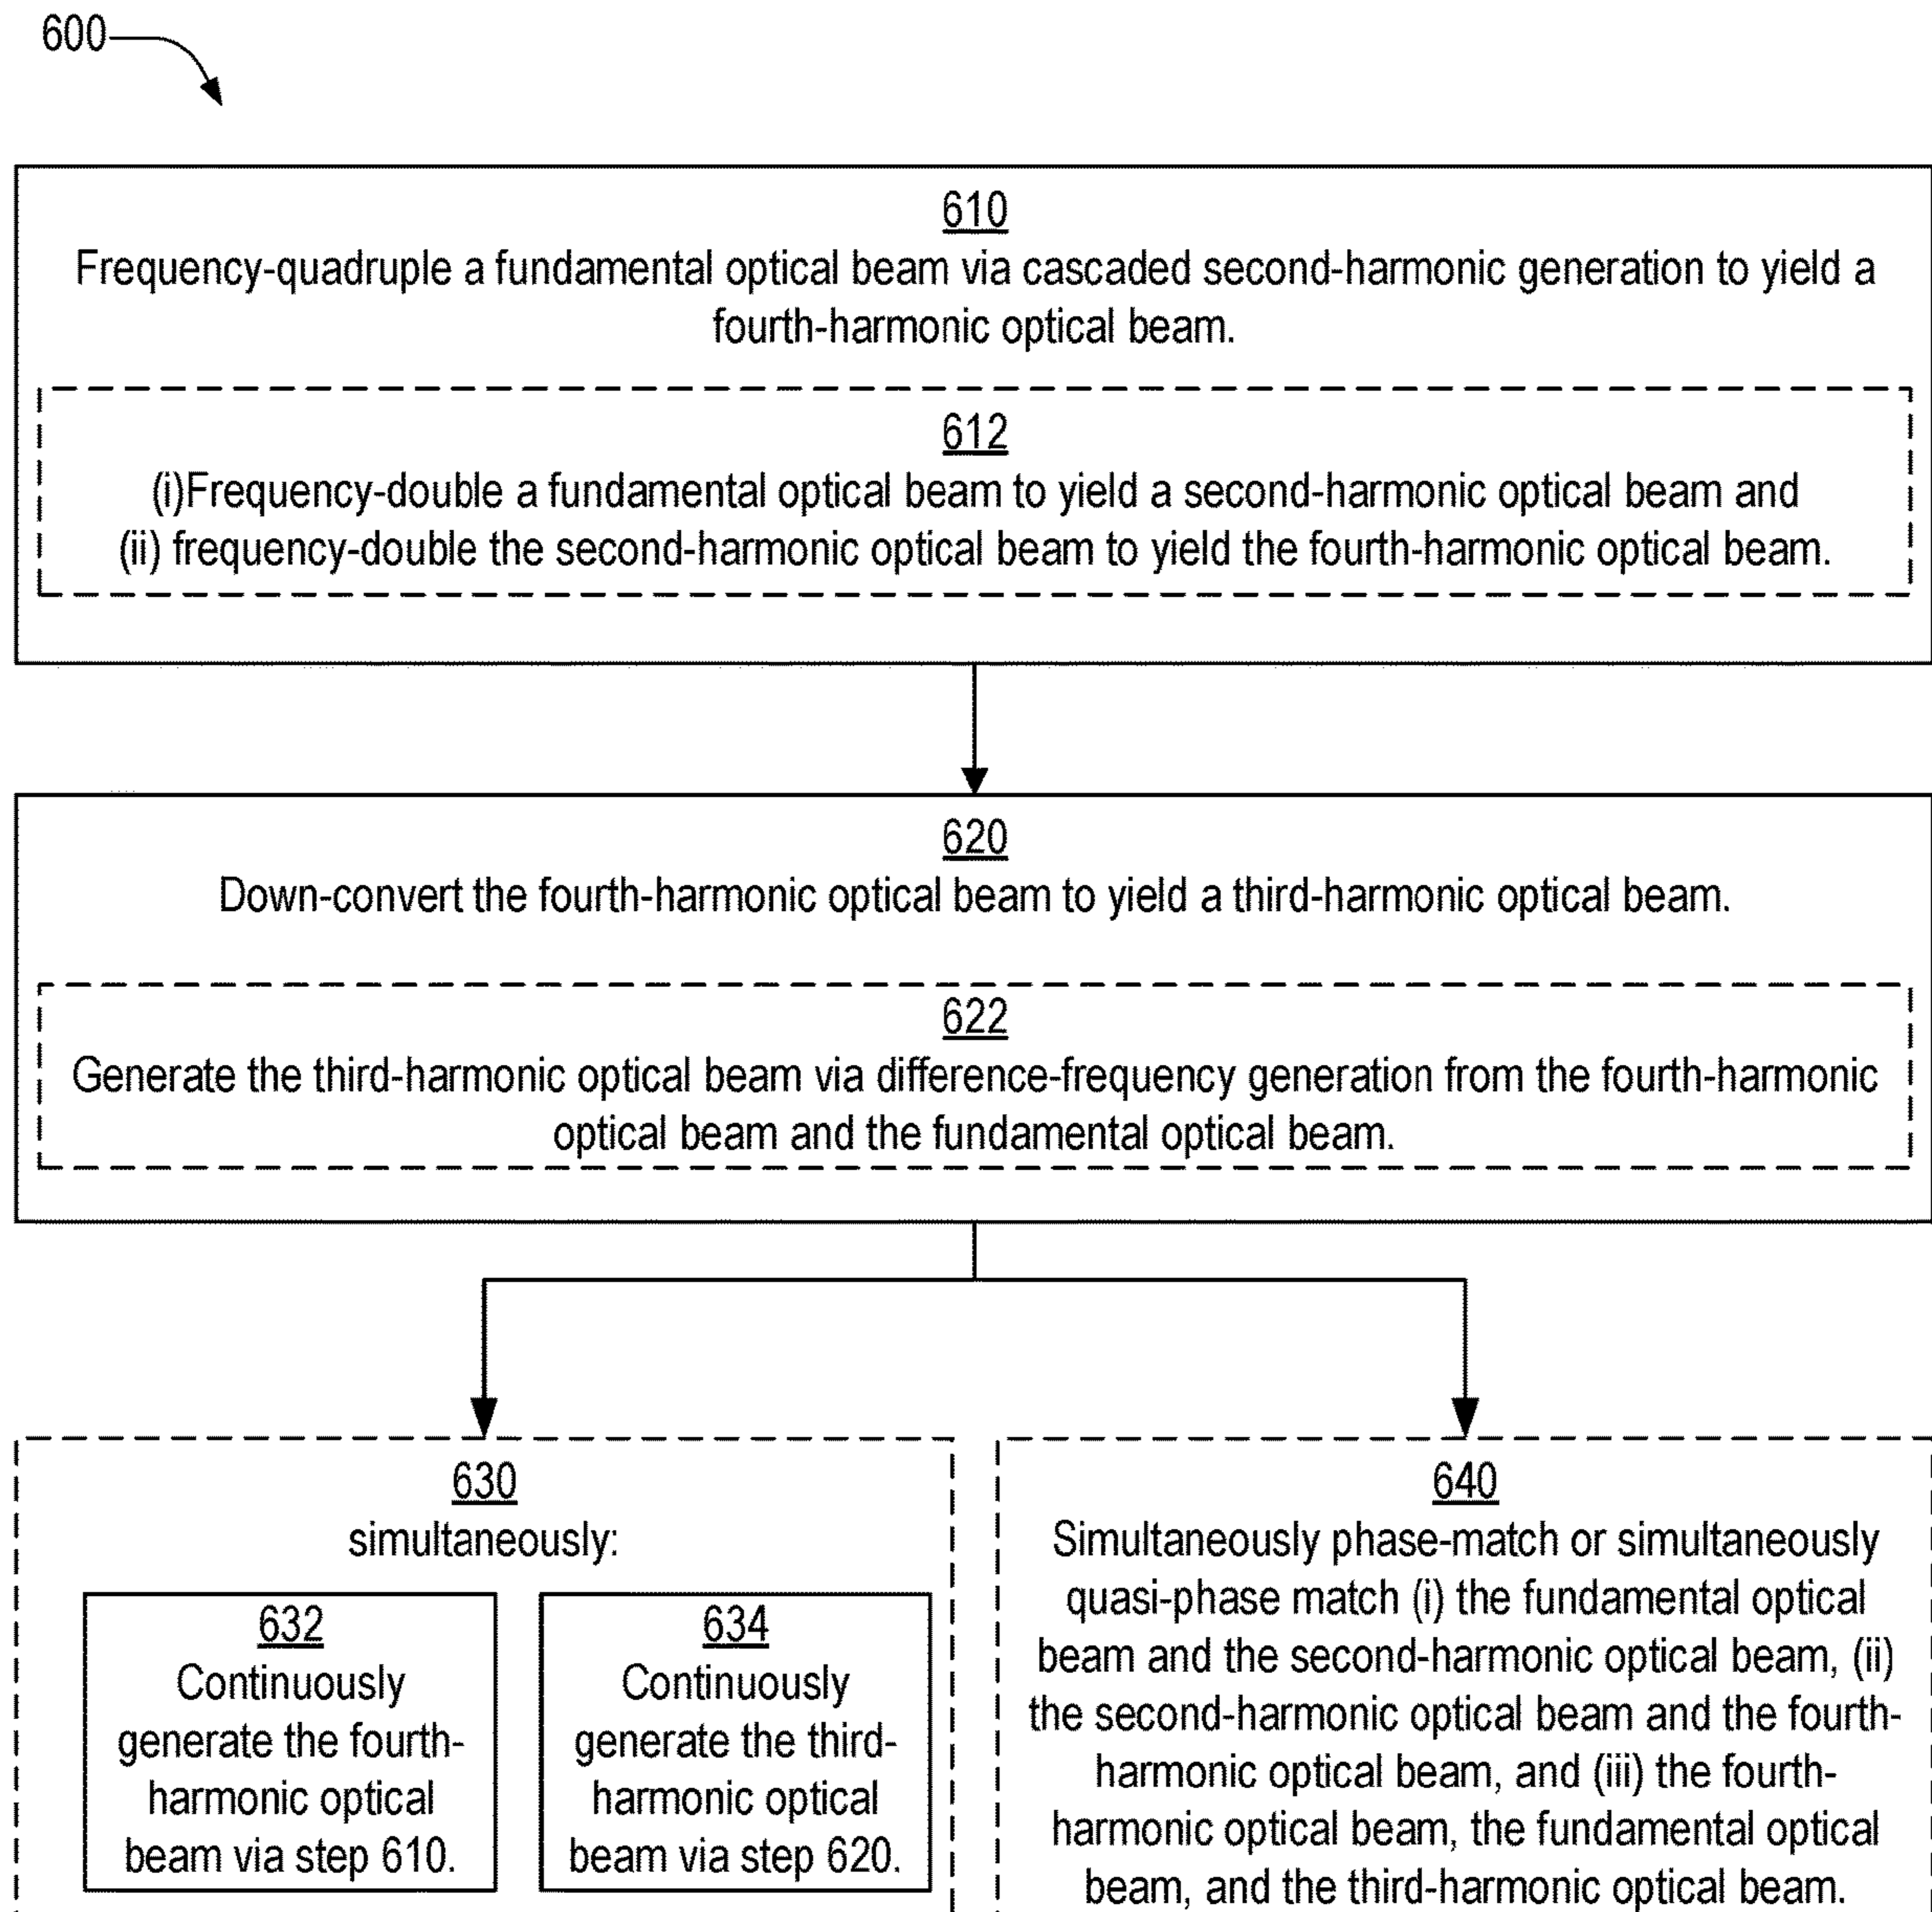 600
610
Frequency-quadruple a fundamental optical beam via cascaded second-harmonic generation to yield a
fourth-harmonic optical beam.
612
(i)Frequency-double a fundamental optical beam to yield a second-harmonic optical beam and
(ii) frequency-double the second-harmonic optical beam to yield the fourth-harmonic optical beam.
620
Down-convert the fourth-harmonic optical beam to yield a third-harmonic optical beam.
622
Generate the third-harmonic optical beam via difference-frequency generation from the fourth-harmonic
optical beam and the fundamental optical beam.
630
simultaneously:
632
Continuously
generate the fourth-
harmonic optical
beam via step 610.
634
Continuously
generate the third-
harmonic optical
beam via step 620.
640
Simultaneously phase-match or simultaneously
quasi-phase match (i) the fundamental optical
beam and the second-harmonic optical beam, (ii)
the second-harmonic optical beam and the fourth-
harmonic optical beam, and (iii) the fourth-
harmonic optical beam, the fundamental optical
beam, and the third-harmonic optical beam.